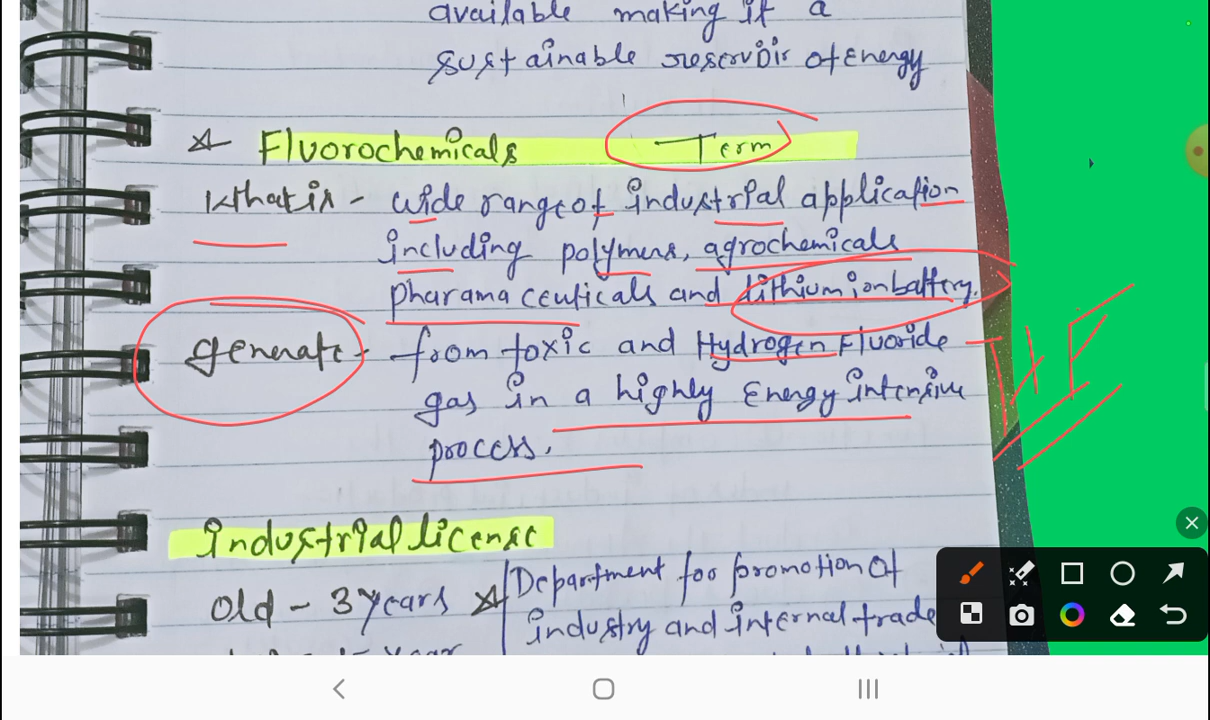 available making it a
sustainable reservoir of Energy
Fluorochemicals Term
What is - wide range of industrial application
including polymers, agrochemicals
pharama ceuticals and lithium ion battery.
generate - from toxic and Hydrogen Fluoride - HF
gas in a highly Energy intensive
process.
industrial license
old - 3 years Department for promotion of
industry and internal trade